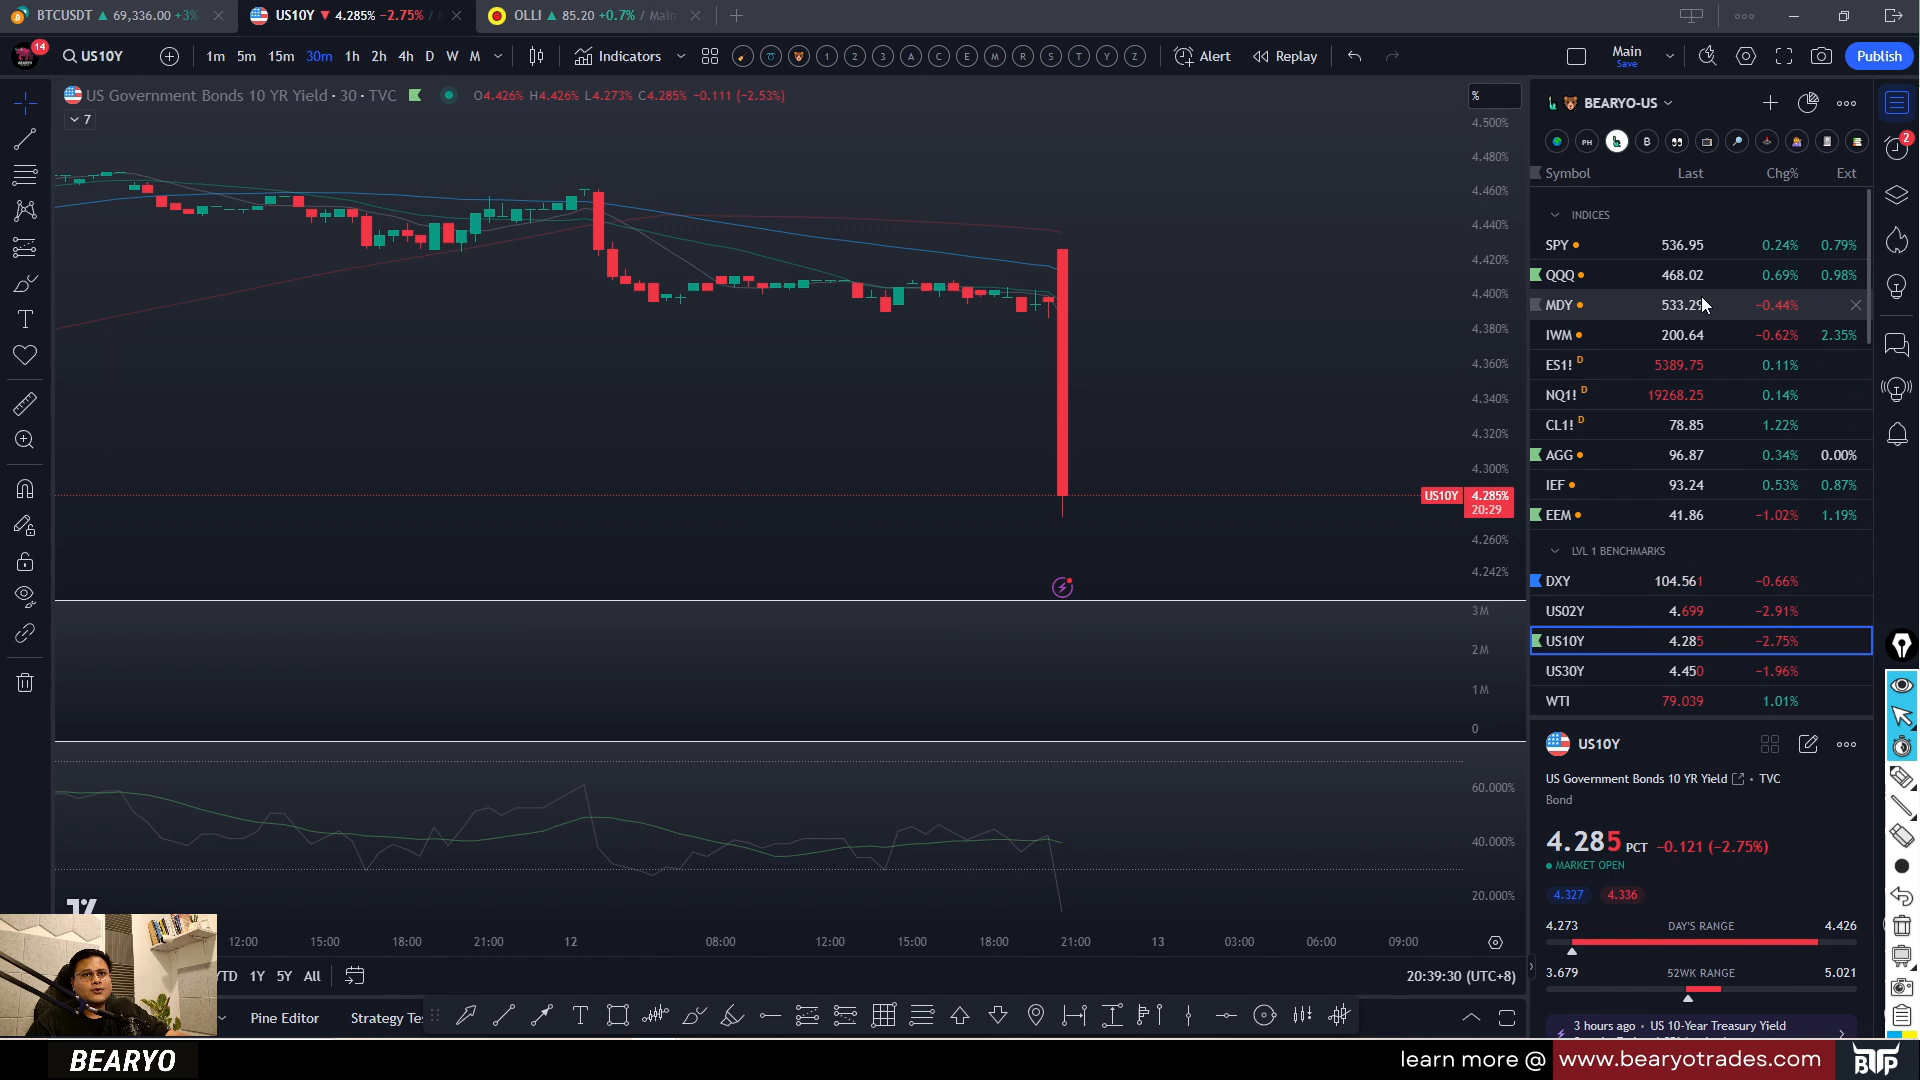 BTCUSDT ▲ 69,336.00 +3%
US10Y ▼ 4.285% −2.75% /
OLLI ▲ 85.20 +0.7% / Main
14
US10Y
1m 5m 15m 30m 1h 2h 4h D W M
Indicators
1 2 3 A C E M R S T Y Z
Alert
Replay
Main
Save
Publish
US Government Bonds 10 YR Yield · 30 · TVC
O4.426% H4.426% L4.273% C4.285% −0.111 (−2.53%)
7
%
4.500%
4.480%
4.460%
4.440%
4.420%
4.400%
4.380%
4.360%
4.340%
4.320%
4.300%
US10Y 4.285%
20:29
4.260%
4.242%
3M
2M
1M
0
60.000%
40.000%
20.000%
12:00 15:00 18:00 21:00 12 08:00 12:00 15:00 18:00 21:00 13 03:00 06:00 09:00
YTD 1Y 5Y All
20:39:30 (UTC+8)
Pine Editor
Strategy Te
BEARYO-US
2
PH
B
Symbol Last Chg% Ext
INDICES
SPY 536.95 0.24% 0.79%
QQQ 468.02 0.69% 0.98%
MDY 533.29 −0.44%
IWM 200.64 −0.62% 2.35%
ES1! D 5389.75 0.11%
NQ1! D 19268.25 0.14%
CL1! D 78.85 1.22%
AGG 96.87 0.34% 0.00%
IEF 93.24 0.53% 0.87%
EEM 41.86 −1.02% 1.19%
LVL 1 BENCHMARKS
DXY 104.561 −0.66%
US02Y 4.699 −2.91%
US10Y 4.285 −2.75%
US30Y 4.450 −1.96%
WTI 79.039 1.01%
US10Y
US Government Bonds 10 YR Yield · TVC
Bond
4.285 PCT −0.121 (−2.75%)
MARKET OPEN
4.327 4.336
4.273 DAY'S RANGE 4.426
3.679 52WK RANGE 5.021
3 hours ago · US 10-Year Treasury Yield
BEARYO
learn more @ www.bearyotrades.com
BTP